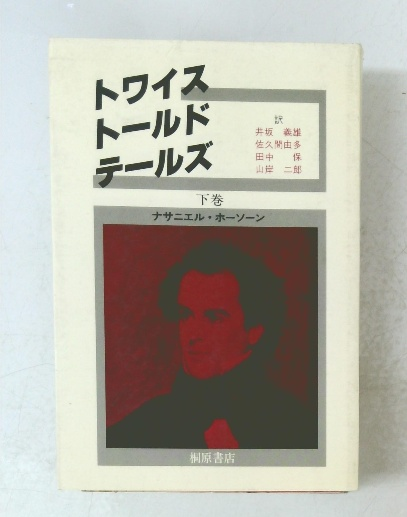 トワイス
トールド
テールズ
訳
井坂 義雄
佐久間由多
田中 保
山岸 二郎
下巻
ナサニエル・ホーソーン
桐原書店